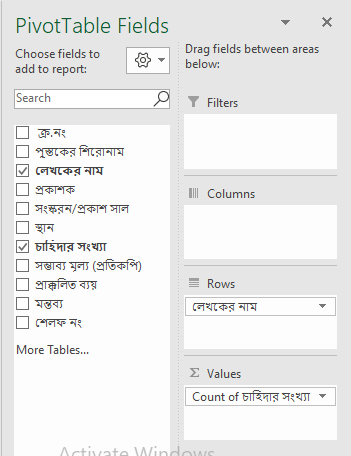 PivotTable Fields
Choose fields to
add to report:
Search
ক্র.নং
পুস্তকের শিরোনাম
লেখকের নাম
প্রকাশক
সংস্করন/প্রকাশ সাল
স্থান
চাহিদার সংখ্যা
সম্ভাব্য মূল্য (প্রতিকপি)
প্রাক্কলিত ব্যয়
মন্তব্য
শেলফ নং
More Tables...
Drag fields between areas
below:
Filters
Columns
Rows
লেখকের নাম
Σ Values
Count of চাহিদার সংখ্যা
Activate Windows